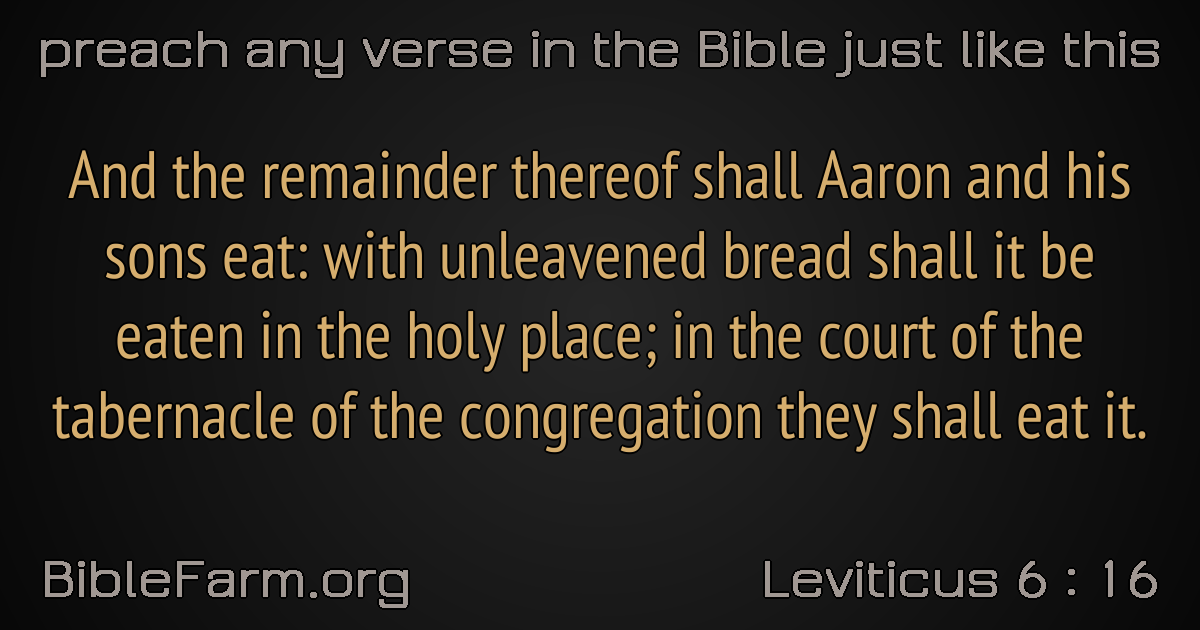 preach any verse in the Bible just like this
And the remainder thereof shall Aaron and his
sons eat: with unleavened bread shall it be
eaten in the holy place; in the court of the
tabernacle of the congregation they shall eat it.
BibleFarm.org
Leviticus 6 : 16